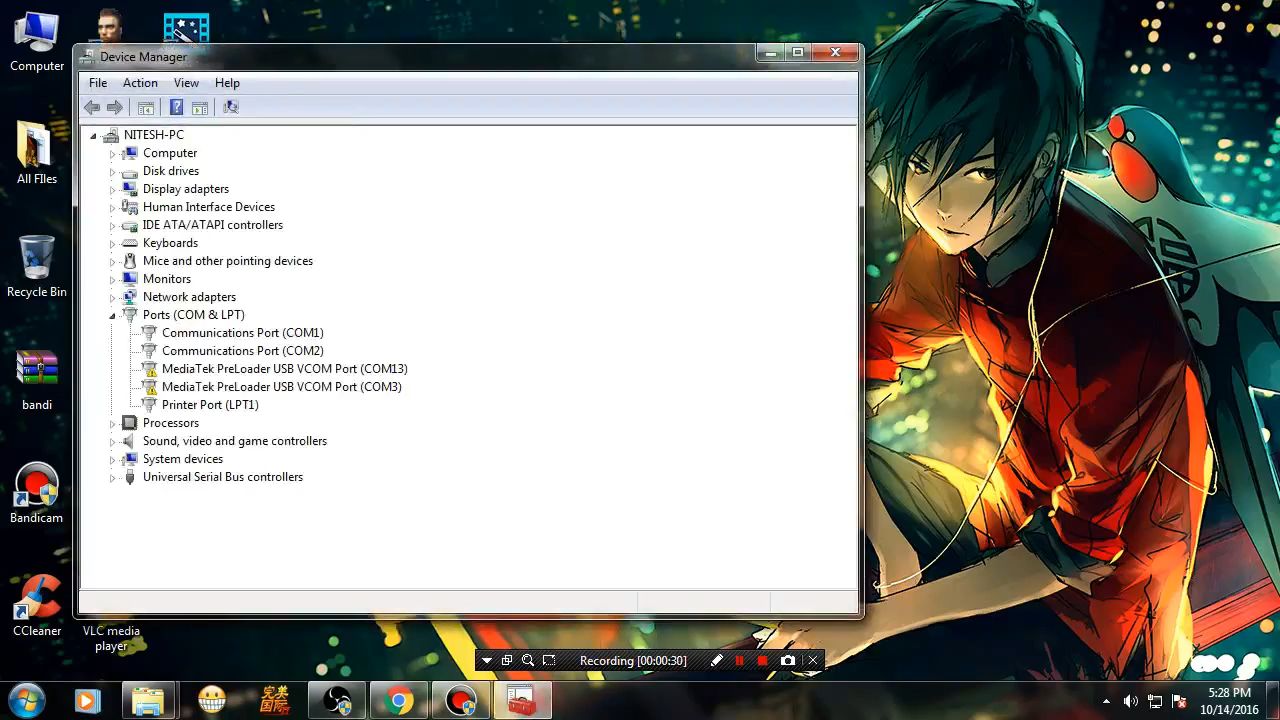 Computer
All FIles
Recycle Bin
bandi
Bandicam
CCleaner
VLC media
player
Device Manager
File Action View Help
NITESH-PC
Computer
Disk drives
Display adapters
Human Interface Devices
IDE ATA/ATAPI controllers
Keyboards
Mice and other pointing devices
Monitors
Network adapters
Ports (COM & LPT)
Communications Port (COM1)
Communications Port (COM2)
MediaTek PreLoader USB VCOM Port (COM13)
MediaTek PreLoader USB VCOM Port (COM3)
Printer Port (LPT1)
Processors
Sound, video and game controllers
System devices
Universal Serial Bus controllers
Recording [00:00:30]
完美
国际
5:28 PM
10/14/2016